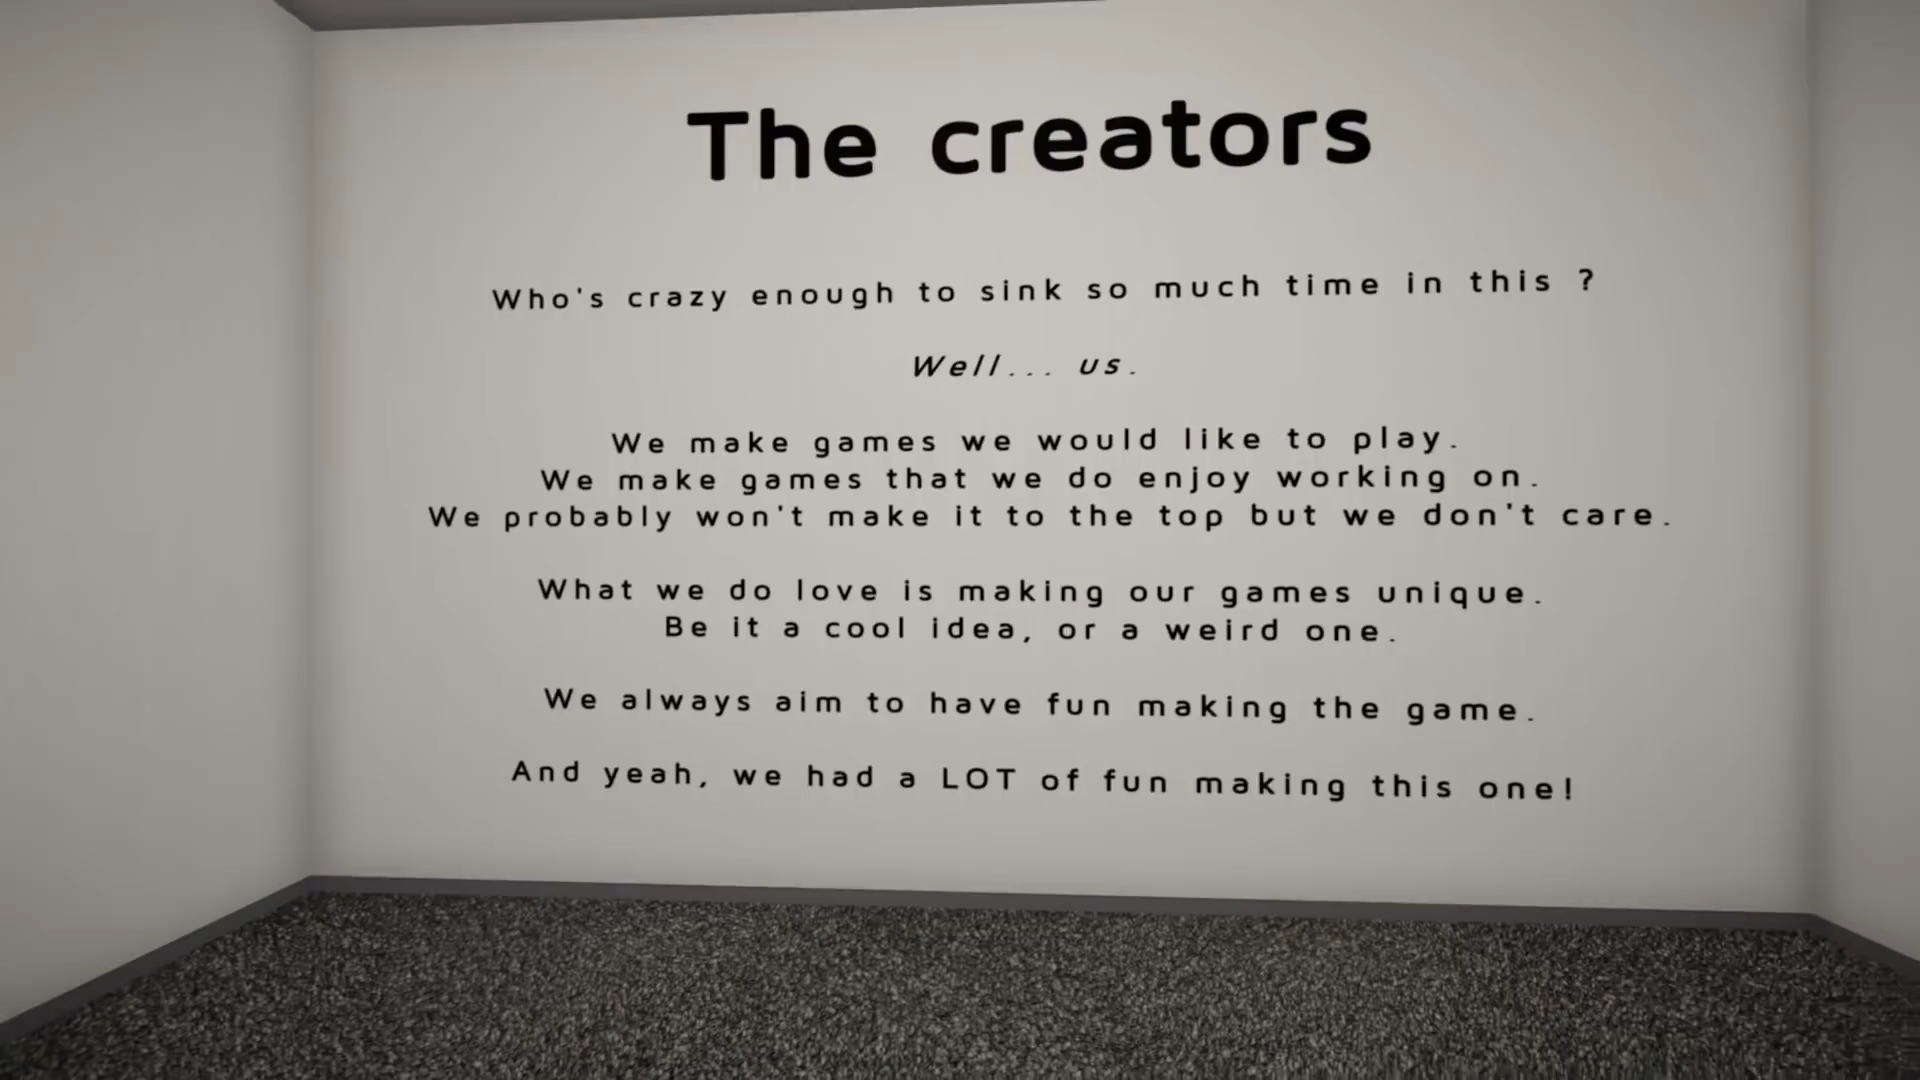 The creators
Who's crazy enough to sink so much time in this ?
Well... us.
We make games we would like to play.
We make games that we do enjoy working on.
We probably won't make it to the top but we don't care.
What we do love is making our games unique.
Be it a cool idea, or a weird one.
We always aim to have fun making the game.
And yeah, we had a LOT of fun making this one!